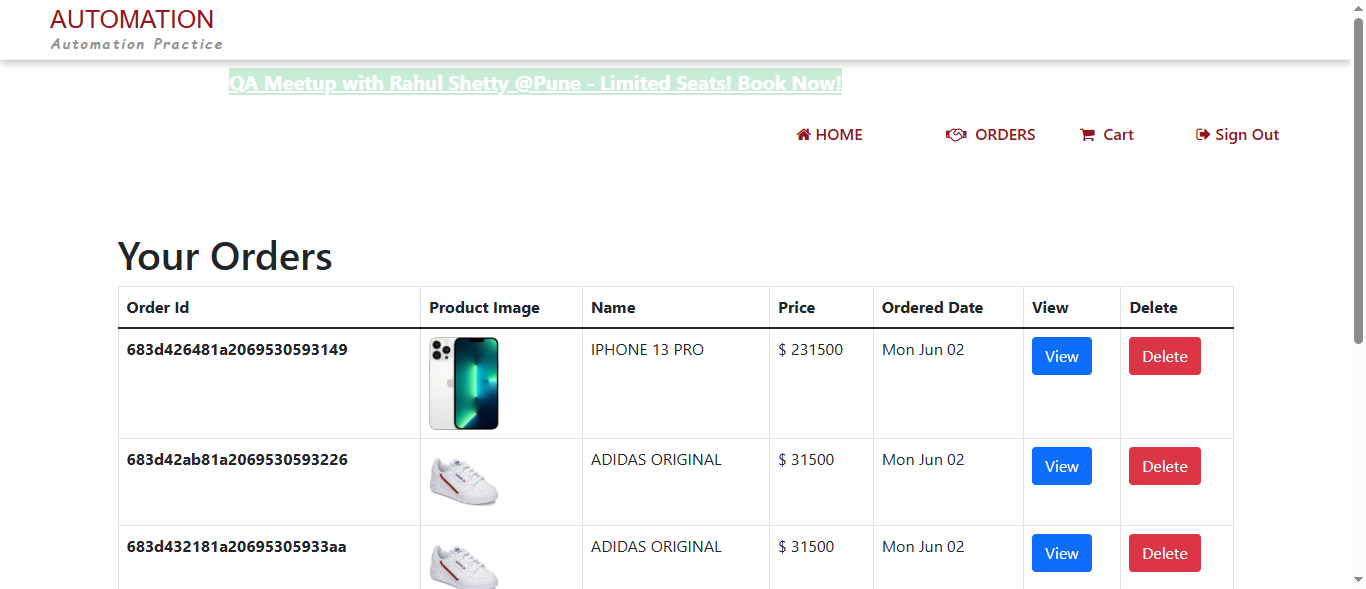 AUTOMATION
Automation Practice
QA Meetup with Rahul Shetty @Pune - Limited Seats! Book Now!
HOME ORDERS Cart Sign Out
Your Orders
Order Id Product Image Name Price Ordered Date View Delete
683d426481a2069530593149 IPHONE 13 PRO $ 231500 Mon Jun 02 View Delete
683d42ab81a2069530593226 ADIDAS ORIGINAL $ 31500 Mon Jun 02 View Delete
683d432181a20695305933aa ADIDAS ORIGINAL $ 31500 Mon Jun 02 View Delete